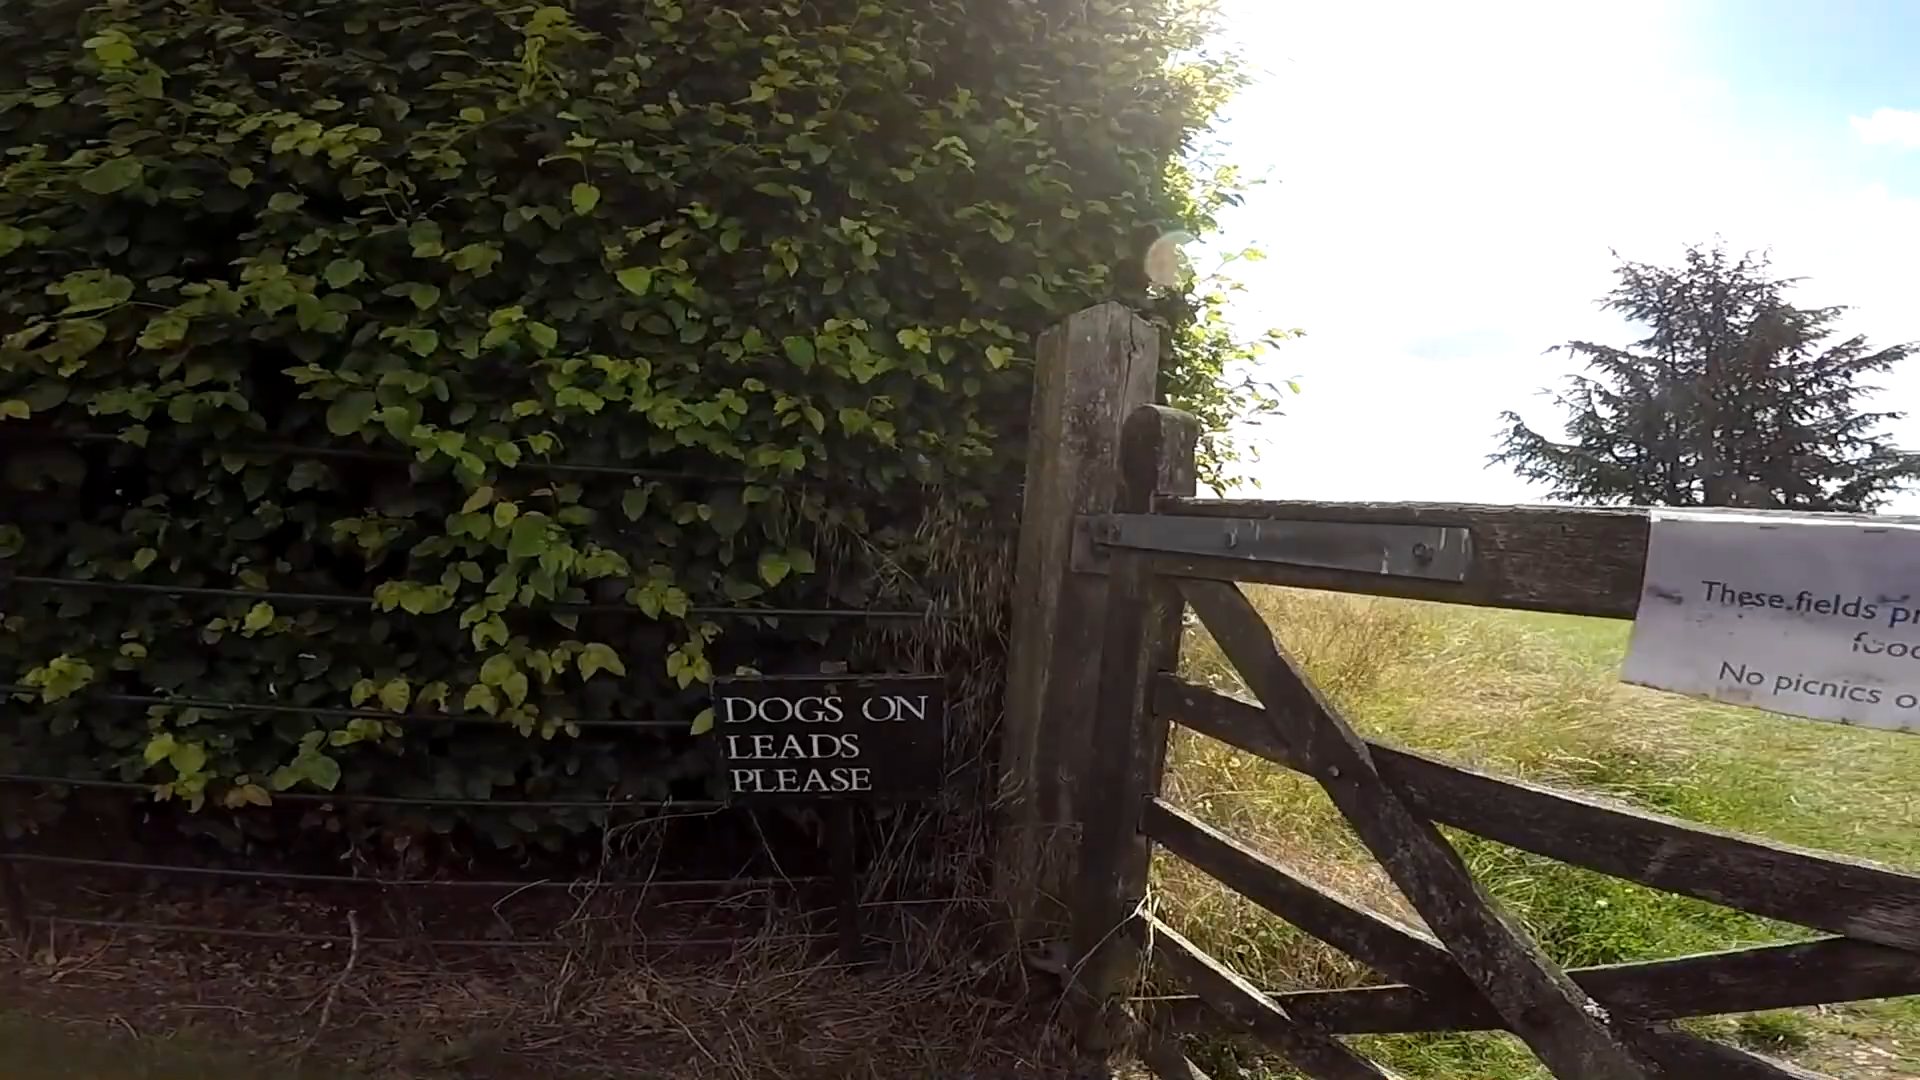 DOGS ON
LEADS
PLEASE
These fields
No picnics